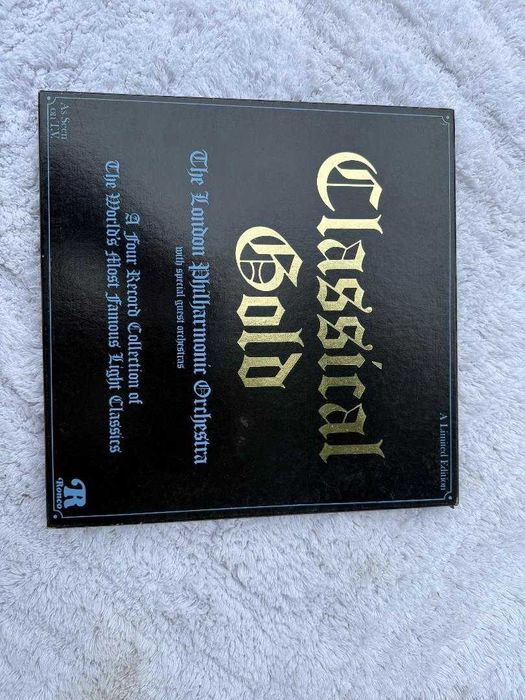 A Limited Edition
Classical
Gold
The London Philharmonic Orchestra
with special guest orchestras
A Four Record Collection of
The World's Most Famous Light Classics
As Seen
on T.V.
R
Ronco